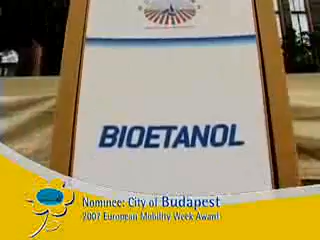 BIOETANOL
Nominee: City of Budapest
2007 European Mobility Week Award